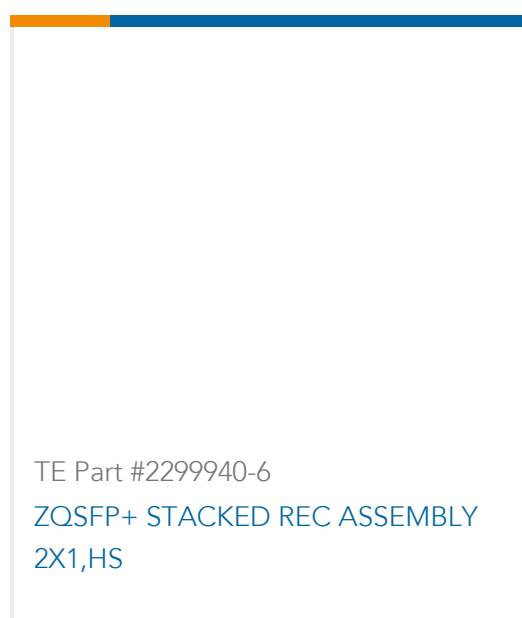 TE Part #2299940-6
ZQSFP+ STACKED REC ASSEMBLY
2X1,HS